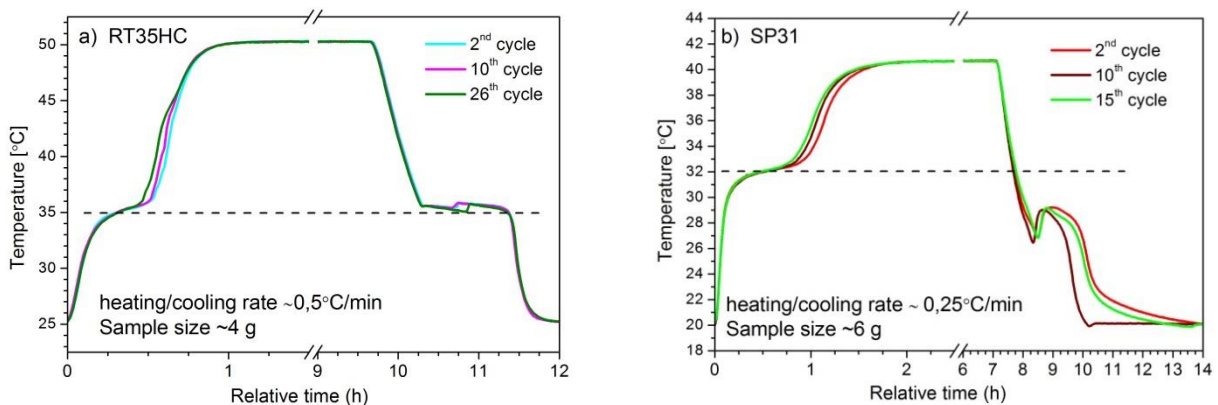 a) RT35HC
2nd cycle
10th cycle
26th cycle
Temperature [°C]
50
45
40
35
30
25
heating/cooling rate ~0,5°C/min
Sample size ~4 g
0 1 9 10 11 12
Relative time (h)
b) SP31
2nd cycle
10th cycle
15th cycle
Temperature [°C]
44
42
40
38
36
34
32
30
28
26
24
22
20
18
heating/cooling rate ~ 0,25°C/min
Sample size ~6 g
0 1 2 6 7 8 9 10 11 12 13 14
Relative time (h)